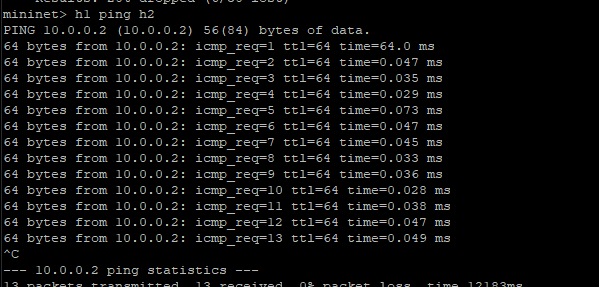 mininet> h1 ping h2
PING 10.0.0.2 (10.0.0.2) 56(84) bytes of data.
64 bytes from 10.0.0.2: icmp_req=1 ttl=64 time=64.0 ms
64 bytes from 10.0.0.2: icmp_req=2 ttl=64 time=0.047 ms
64 bytes from 10.0.0.2: icmp_req=3 ttl=64 time=0.035 ms
64 bytes from 10.0.0.2: icmp_req=4 ttl=64 time=0.029 ms
64 bytes from 10.0.0.2: icmp_req=5 ttl=64 time=0.073 ms
64 bytes from 10.0.0.2: icmp_req=6 ttl=64 time=0.047 ms
64 bytes from 10.0.0.2: icmp_req=7 ttl=64 time=0.045 ms
64 bytes from 10.0.0.2: icmp_req=8 ttl=64 time=0.033 ms
64 bytes from 10.0.0.2: icmp_req=9 ttl=64 time=0.036 ms
64 bytes from 10.0.0.2: icmp_req=10 ttl=64 time=0.028 ms
64 bytes from 10.0.0.2: icmp_req=11 ttl=64 time=0.038 ms
64 bytes from 10.0.0.2: icmp_req=12 ttl=64 time=0.047 ms
64 bytes from 10.0.0.2: icmp_req=13 ttl=64 time=0.049 ms
^C
--- 10.0.0.2 ping statistics ---
13 packets transmitted, 13 received, 0% packet loss, time 12183ms